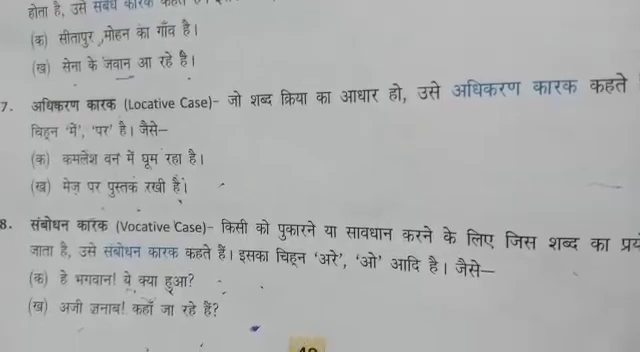 होता है, उसे संबंध कारक कहते
(क) सीतापुर ,मोहन का गाँव है।
(ख) सेना के जवान आ रहे हैं।
7. अधिकरण कारक (Locative Case)- जो शब्द क्रिया का आधार हो, उसे अधिकरण कारक कहते
चिह्न 'में', 'पर' है। जैसे—
(क) कमलेश वन में घूम रहा है।
(ख) मेज़ पर पुस्तक रखी है।
8. संबोधन कारक (Vocative Case)- किसी को पुकारने या सावधान करने के लिए जिस शब्द का
जाता है, उसे संबोधन कारक कहते हैं। इसका चिह्न 'अरे', 'ओ' आदि है। जैसे—
(क) हे भगवान! ये क्या हुआ?
(ख) अजी जनाब! कहाँ जा रहे हैं?